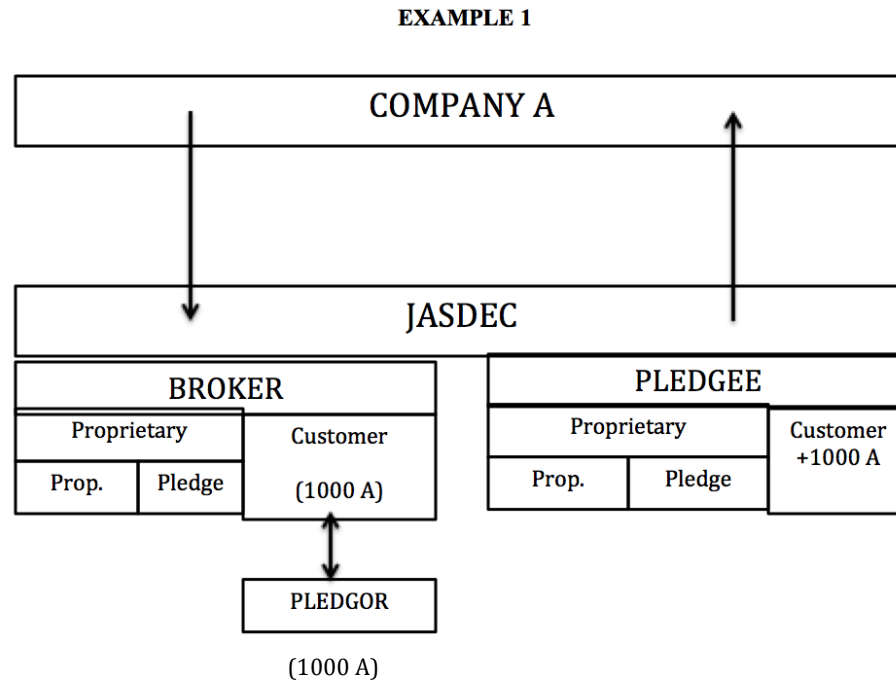 EXAMPLE 1
COMPANY A
JASDEC
BROKER
Proprietary
Prop.
Pledge
Customer
(1000 A)
PLEDGEE
Proprietary
Prop.
Pledge
Customer
+1000 A
PLEDGOR
(1000 A)